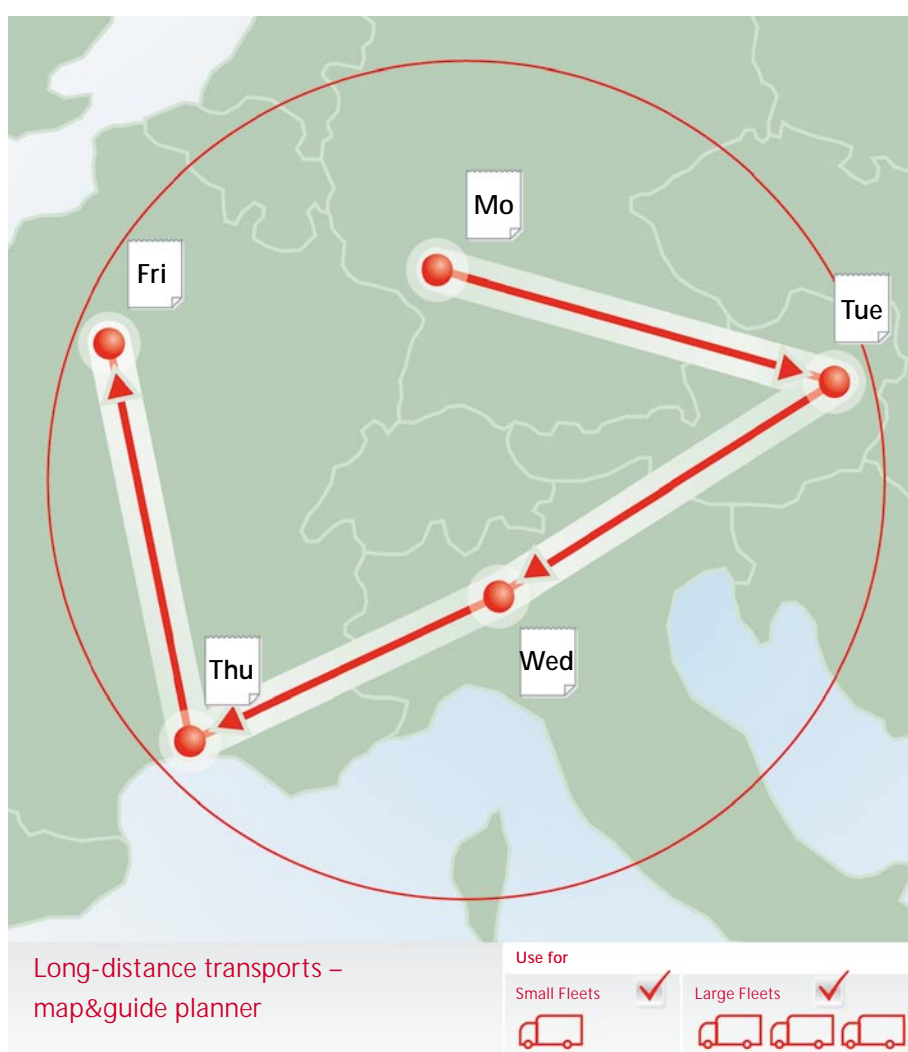 Mo
Fri
Tue
Thu
Wed
Long-distance transports –
map&guide planner
Use for
Small Fleets
Large Fleets